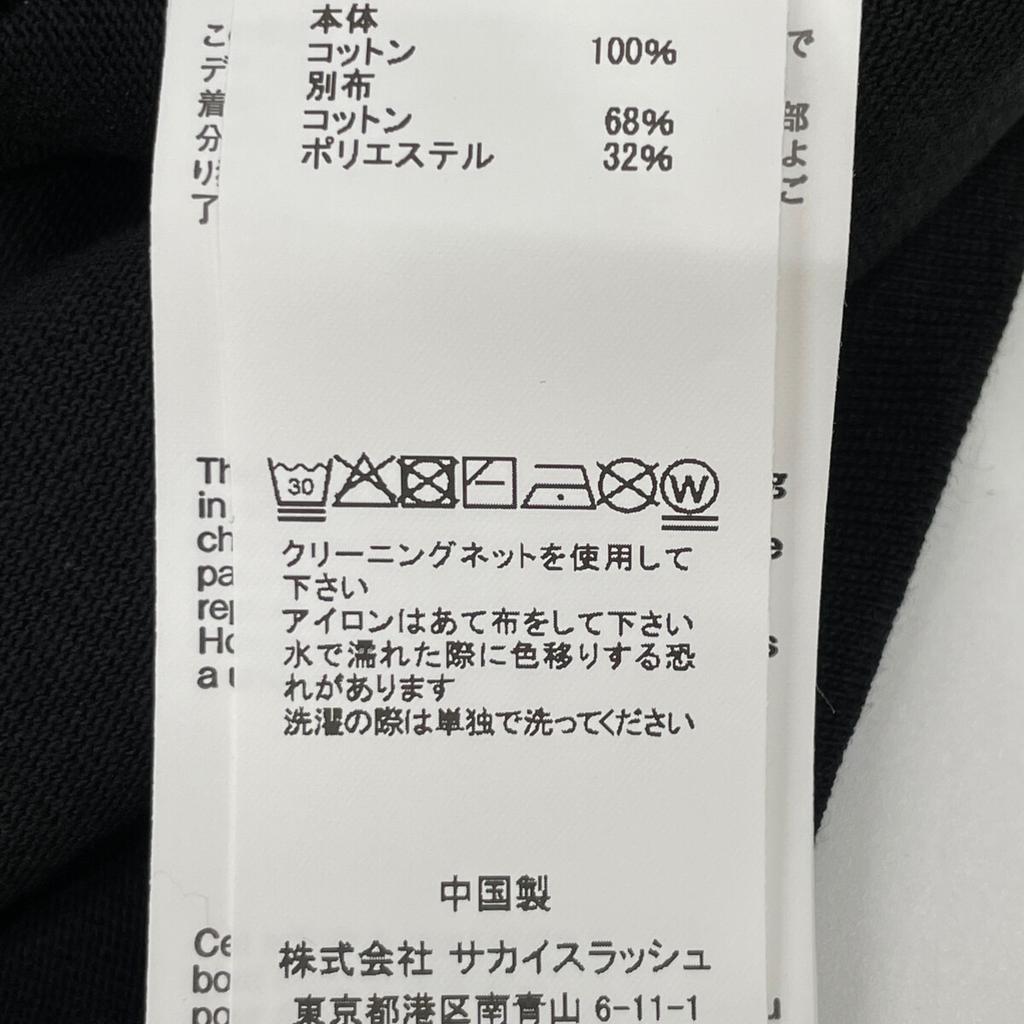 本体
コットン 100%
別布
コットン 68%
ポリエステル 32%
30
W
クリーニングネットを使用して
下さい
アイロンはあて布をして下さい
水で濡れた際に色移りする恐
れがあります
洗濯の際は単独で洗ってください
中国製
株式会社 サカイスラッシュ
東京都港区南青山 6-11-1